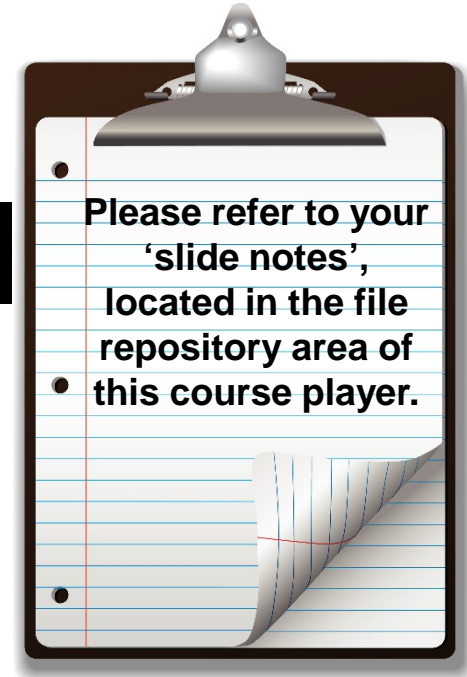 Please refer to your
‘slide notes’,
located in the file
repository area of
this course player.